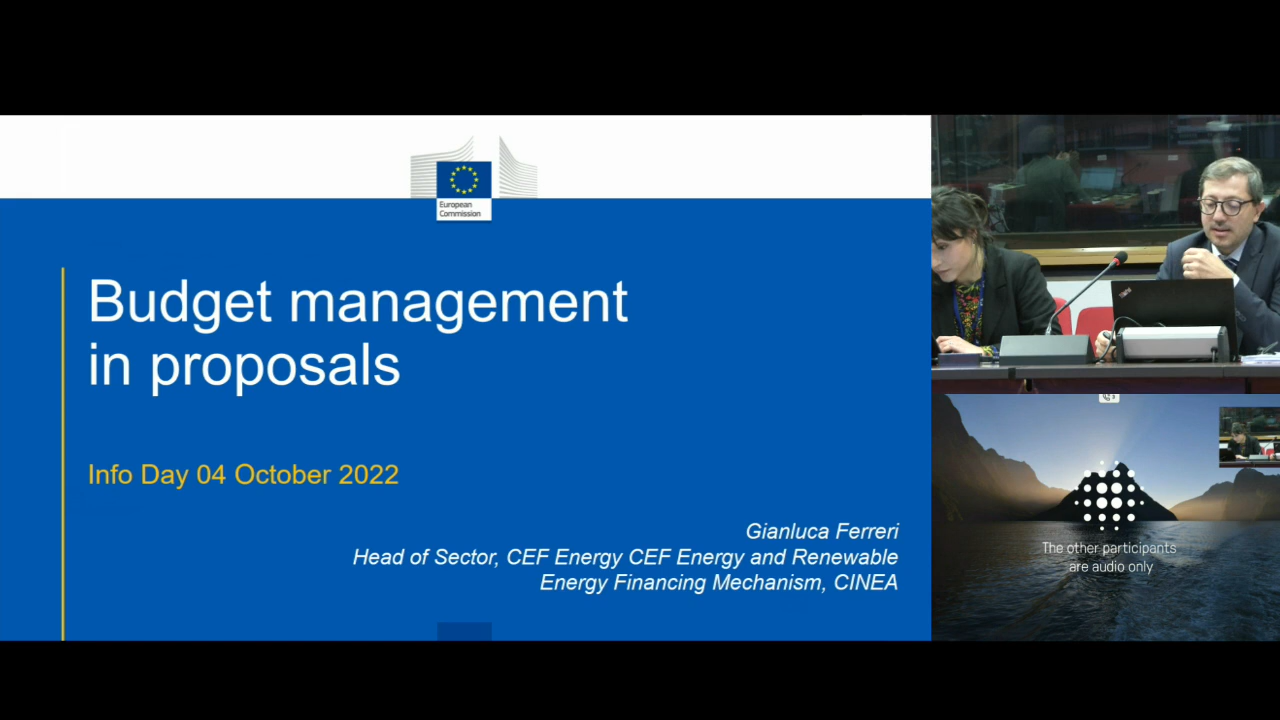 European
Commission
Budget management
in proposals
Info Day 04 October 2022
Gianluca Ferreri
Head of Sector, CEF Energy CEF Energy and Renewable
Energy Financing Mechanism, CINEA
3
The other participants
are audio only